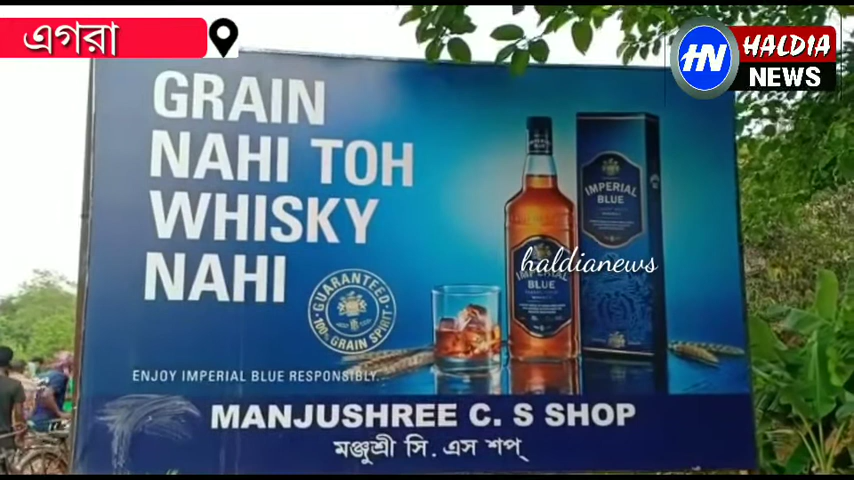 এগরা
HN HALDIA
NEWS
GRAIN
NAHI TOH
WHISKY
NAHI
GUARANTEED
100% GRAIN SPIRIT
IMPERIAL
BLUE
IMPERIAL
BLUE
haldianews
ENJOY IMPERIAL BLUE RESPONSIBLY.
MANJUSHREE C. S SHOP
মঞ্জুশ্রী সি. এস শপ্